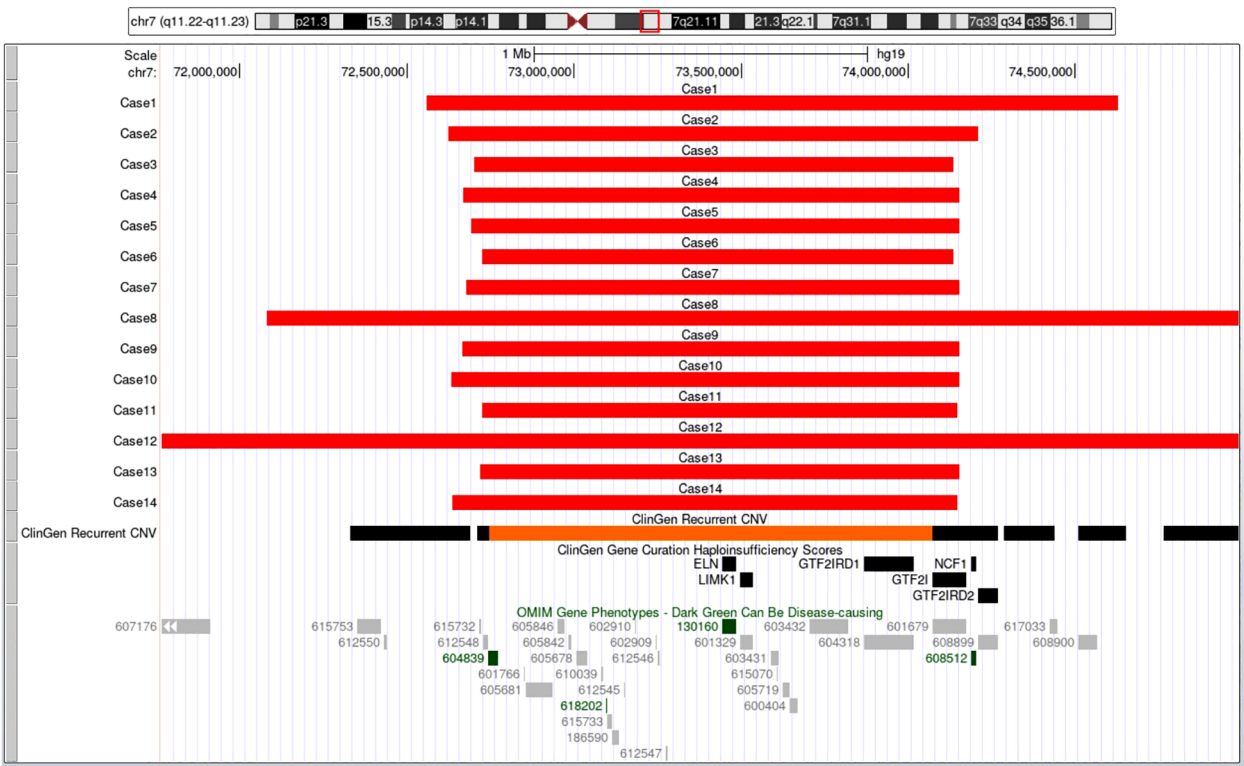 chr7 (q11.22-q11.23) p21.3 15.3 p14.3 p14.1 7q21.11 21.3 q22.1 7q31.1 7q33 q34 q35 36.1
Scale 1 Mb hg19
chr7: 72,000,000 72,500,000 73,000,000 73,500,000 74,000,000 74,500,000
Case1
Case1
Case2
Case2
Case3
Case3
Case4
Case4
Case5
Case5
Case6
Case6
Case7
Case7
Case8
Case8
Case9
Case9
Case10
Case10
Case11
Case11
Case12
Case12
Case13
Case13
Case14
Case14
ClinGen Recurrent CNV
ClinGen Recurrent CNV
ClinGen Gene Curation Haploinsufficiency Scores
ELN GTF2IRD1 NCF1
LIMK1 GTF2I
GTF2IRD2
OMIM Gene Phenotypes - Dark Green Can Be Disease-causing
607176 615753 615732 605846 602910 130160 603432 601679 617033
612550 612548 605842 602909 601329 604318 608899 608900
604839 605678 612546 603431 608512
601766 610039 615070
605681 612545 605719
618202 600404
615733
186590
612547